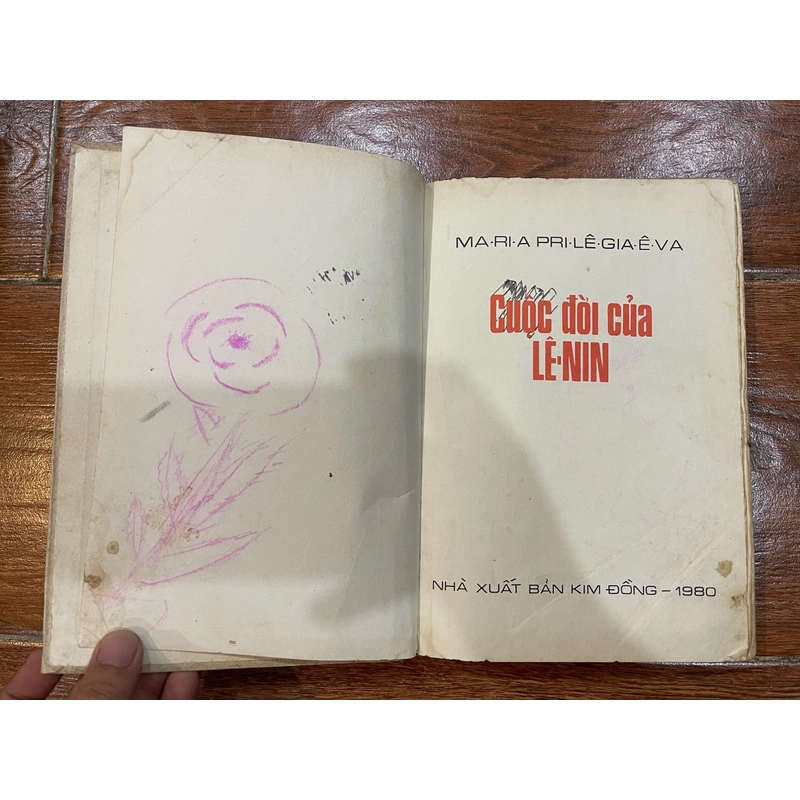 MA·RI·A PRI·LÊ·GIA·Ê·VA
Cuộc đời của
LÊ·NIN
NHÀ XUẤT BẢN KIM ĐỒNG – 1980